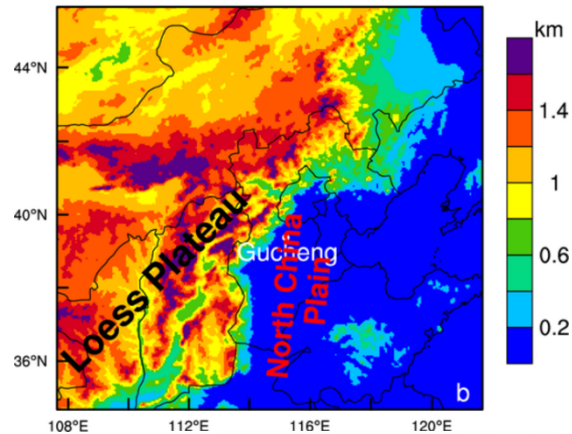 km
44°N
40°N
36°N
1.4
1
0.6
0.2
Loess Plateau
Gucheng
North China
Plain
b
108°E
112°E
116°E
120°E